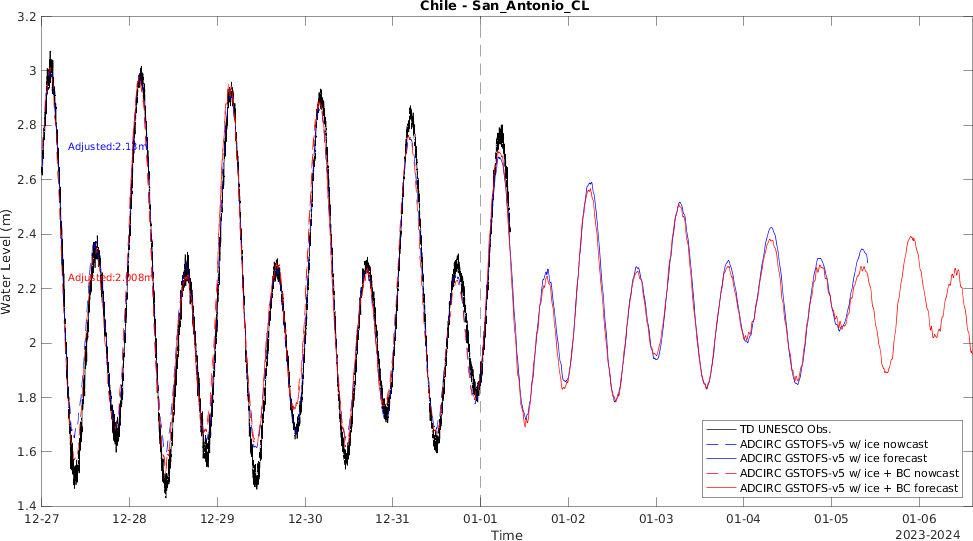 Chile - San_Antonio_CL
3.2
3
2.8
2.6
2.4
2.2
2
1.8
1.6
1.4
Water Level (m)
Adjusted:2.13m
Adjusted:2.008m
TD UNESCO Obs.
ADCIRC GSTOFS-v5 w/ ice nowcast
ADCIRC GSTOFS-v5 w/ ice forecast
ADCIRC GSTOFS-v5 w/ ice + BC nowcast
ADCIRC GSTOFS-v5 w/ ice + BC forecast
12-27 12-28 12-29 12-30 12-31 01-01 01-02 01-03 01-04 01-05 01-06
Time
2023-2024